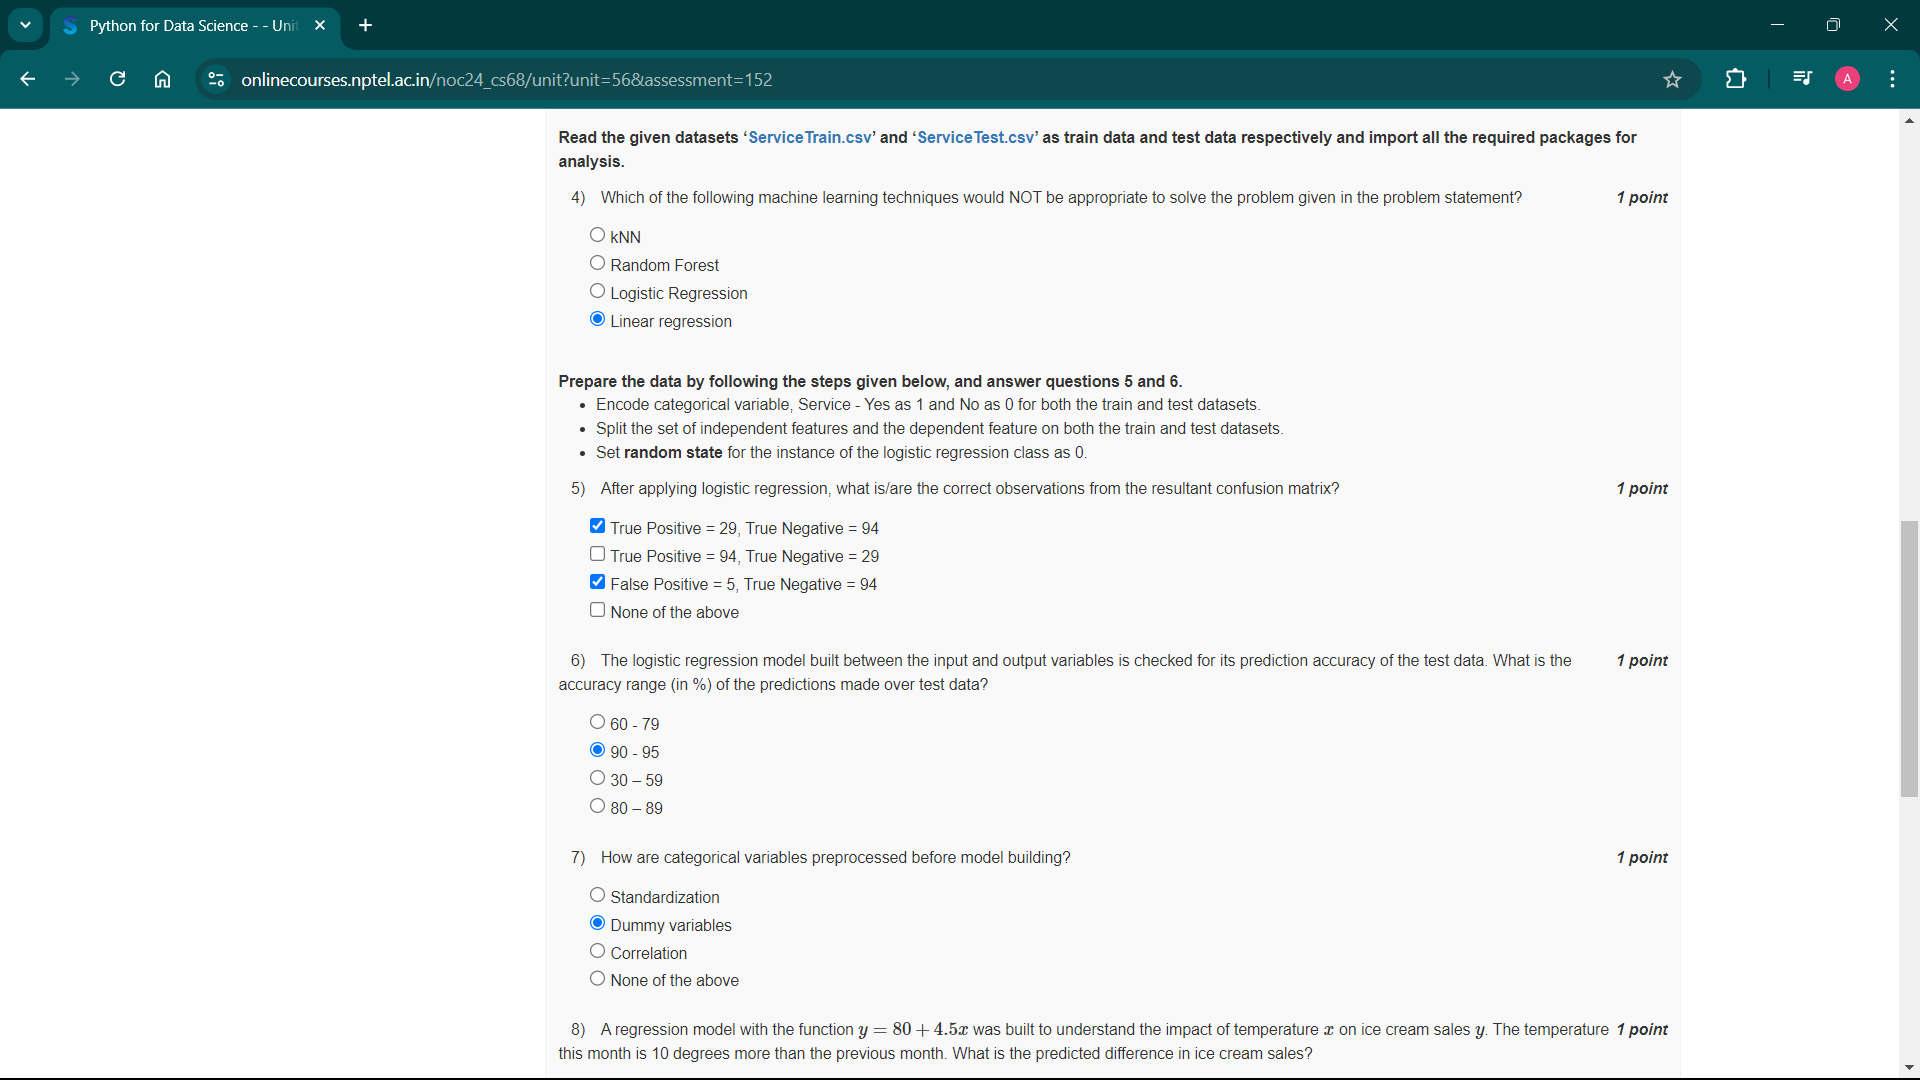 Python for Data Science - - Uni
onlinecourses.nptel.ac.in/noc24_cs68/unit?unit=56&assessment=152
A
Read the given datasets ‘ServiceTrain.csv’ and ‘ServiceTest.csv’ as train data and test data respectively and import all the required packages for
analysis.
4) Which of the following machine learning techniques would NOT be appropriate to solve the problem given in the problem statement? 1 point
kNN
Random Forest
Logistic Regression
Linear regression
Prepare the data by following the steps given below, and answer questions 5 and 6.
• Encode categorical variable, Service - Yes as 1 and No as 0 for both the train and test datasets.
• Split the set of independent features and the dependent feature on both the train and test datasets.
• Set random state for the instance of the logistic regression class as 0.
5) After applying logistic regression, what is/are the correct observations from the resultant confusion matrix? 1 point
True Positive = 29, True Negative = 94
True Positive = 94, True Negative = 29
False Positive = 5, True Negative = 94
None of the above
6) The logistic regression model built between the input and output variables is checked for its prediction accuracy of the test data. What is the 1 point
accuracy range (in %) of the predictions made over test data?
60 - 79
90 - 95
30 – 59
80 – 89
7) How are categorical variables preprocessed before model building? 1 point
Standardization
Dummy variables
Correlation
None of the above
8) A regression model with the function y = 80 + 4.5x was built to understand the impact of temperature x on ice cream sales y. The temperature 1 point
this month is 10 degrees more than the previous month. What is the predicted difference in ice cream sales?